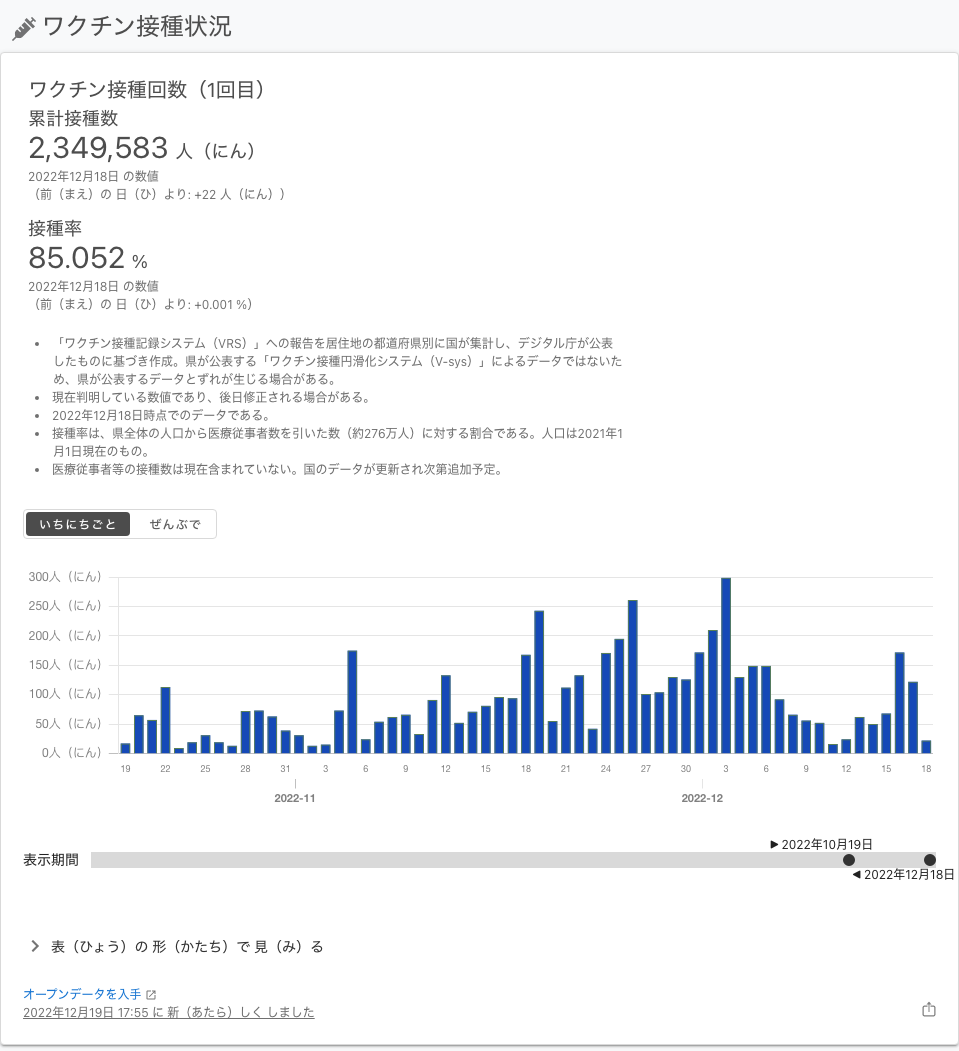 ワクチン接種状況
ワクチン接種回数（1回目）
累計接種数
2,349,583 人（にん）
2022年12月18日 の数値
（前（まえ）の 日（ひ）より: +22 人（にん））
接種率
85.052 %
2022年12月18日 の数値
（前（まえ）の 日（ひ）より: +0.001 %）
• 「ワクチン接種記録システム（VRS）」への報告を居住地の都道府県別に国が集計し、デジタル庁が公表
したものに基づき作成。県が公表する「ワクチン接種円滑化システム（V-sys）」によるデータではないた
め、県が公表するデータとずれが生じる場合がある。
• 現在判明している数値であり、後日修正される場合がある。
• 2022年12月18日時点でのデータである。
• 接種率は、県全体の人口から医療従事者数を引いた数（約276万人）に対する割合である。人口は2021年1
月1日現在のもの。
• 医療従事者等の接種数は現在含まれていない。国のデータが更新され次第追加予定。
いちにちごと ぜんぶで
300人（にん）
250人（にん）
200人（にん）
150人（にん）
100人（にん）
50人（にん）
0人（にん）
19 22 25 28 31 3 6 9 12 15 18 21 24 27 30 3 6 9 12 15 18
2022-11 2022-12
▶ 2022年10月19日
表示期間
◀ 2022年12月18日
表（ひょう）の 形（かたち）で 見（み）る
オープンデータを入手
2022年12月19日 17:55 に 新（あたら）しく しました